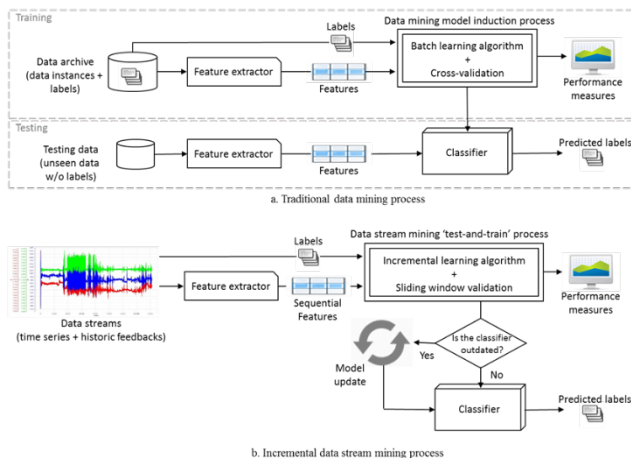 Training
Labels
Data mining model induction process
Data archive
(data instances +
labels)
Feature extractor
Features
Batch learning algorithm
+
Cross-validation
Performance
measures
Testing
Testing data
(unseen data
w/o labels)
Feature extractor
Features
Classifier
Predicted labels
a. Traditional data mining process
Data stream mining ‘test-and-train’ process
Labels
Incremental learning algorithm
+
Sliding window validation
Feature extractor
Sequential
Features
Performance
measures
Data streams
(time series + historic feedbacks)
Is the classifier
outdated?
Yes
No
Model
update
Classifier
Predicted labels
b. Incremental data stream mining process